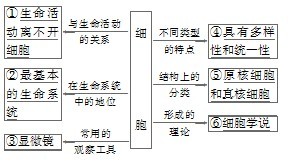 ①生命活
动离不开
细胞
与生命活动
的关系
②最基本
的生命系
统
在生命系统
中的地位
③显微镜
常用的
观察工具
细
胞
不同类型
的特点
④具有多样
性和统一性
结构上的
分类
⑤原核细胞
和真核细胞
形成的
理论
⑥细胞学说